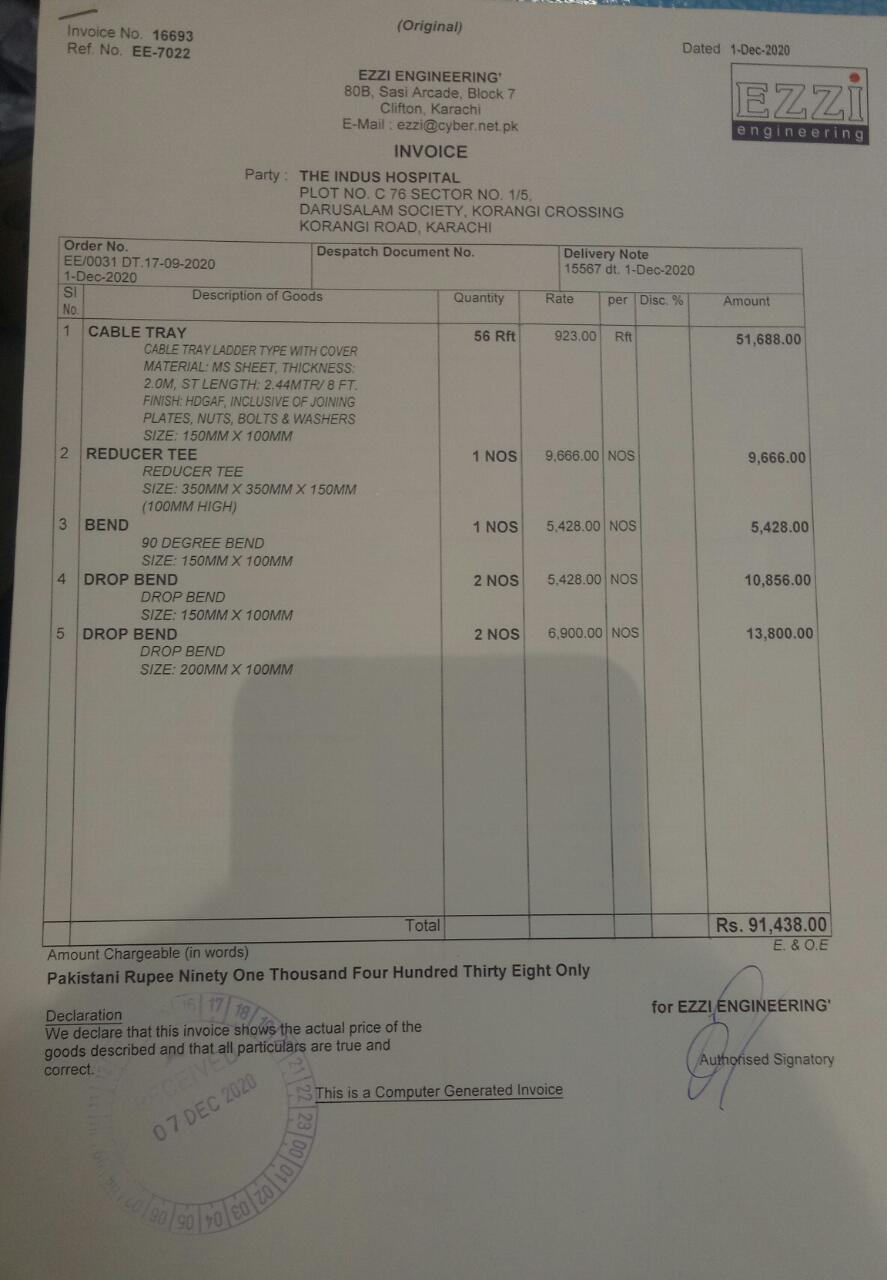 (Original)
Invoice No. 16693
Ref. No. EE-7022
Dated 1-Dec-2020
EZZI ENGINEERING'
80B, Sasi Arcade, Block 7
Clifton, Karachi
E-Mail : ezzi@cyber.net.pk
EZZi
engineering
INVOICE
Party : THE INDUS HOSPITAL
PLOT NO. C 76 SECTOR NO. 1/5,
DARUSALAM SOCIETY, KORANGI CROSSING
KORANGI ROAD, KARACHI
Order No. Despatch Document No. Delivery Note
EE/0031 DT.17-09-2020 15567 dt. 1-Dec-2020
1-Dec-2020
Sl No. Description of Goods Quantity Rate per Disc. % Amount
1 CABLE TRAY 56 Rft 923.00 Rft 51,688.00
CABLE TRAY LADDER TYPE WITH COVER
MATERIAL: MS SHEET, THICKNESS:
2.0M, ST LENGTH: 2.44MTR/ 8 FT.
FINISH: HDGAF, INCLUSIVE OF JOINING
PLATES, NUTS, BOLTS & WASHERS
SIZE: 150MM X 100MM
2 REDUCER TEE 1 NOS 9,666.00 NOS 9,666.00
REDUCER TEE
SIZE: 350MM X 350MM X 150MM
(100MM HIGH)
3 BEND 1 NOS 5,428.00 NOS 5,428.00
90 DEGREE BEND
SIZE: 150MM X 100MM
4 DROP BEND 2 NOS 5,428.00 NOS 10,856.00
DROP BEND
SIZE: 150MM X 100MM
5 DROP BEND 2 NOS 6,900.00 NOS 13,800.00
DROP BEND
SIZE: 200MM X 100MM
Total Rs. 91,438.00
E. & O.E
Amount Chargeable (in words)
Pakistani Rupee Ninety One Thousand Four Hundred Thirty Eight Only
for EZZI ENGINEERING'
Declaration
We declare that this invoice shows the actual price of the
goods described and that all particulars are true and
correct.
Authorised Signatory
This is a Computer Generated Invoice
RECEIVED
07 DEC 2020
16 17 18 19 21 22 23 00 01 02 03 04 05 06 07